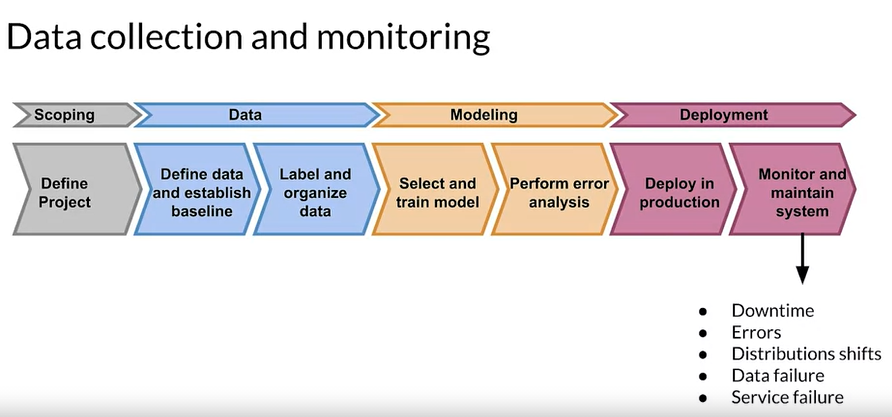 Data collection and monitoring
Scoping
Data
Modeling
Deployment
Define
Project
Define data
and establish
baseline
Label and
organize
data
Select and
train model
Perform error
analysis
Deploy in
production
Monitor and
maintain
system
● Downtime
● Errors
● Distributions shifts
● Data failure
● Service failure